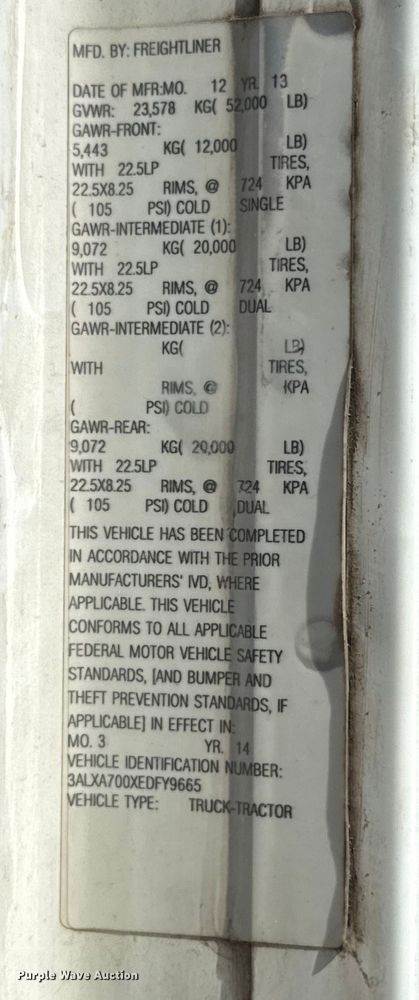 MFD. BY: FREIGHTLINER
DATE OF MFR:MO. 12 YR. 13
GVWR: 23,578 KG( 52,000 LB)
GAWR-FRONT:
5,443 KG( 12,000 LB)
WITH 22.5LP TIRES,
22.5X8.25 RIMS, @ 724 KPA
( 105 PSI) COLD SINGLE
GAWR-INTERMEDIATE (1):
9,072 KG( 20,000 LB)
WITH 22.5LP TIRES,
22.5X8.25 RIMS, @ 724 KPA
( 105 PSI) COLD DUAL
GAWR-INTERMEDIATE (2):
KG( LB)
WITH TIRES,
RIMS, @ KPA
( PSI) COLD
GAWR-REAR:
9,072 KG( 20,000 LB)
WITH 22.5LP TIRES,
22.5X8.25 RIMS, @ 724 KPA
( 105 PSI) COLD DUAL
THIS VEHICLE HAS BEEN COMPLETED
IN ACCORDANCE WITH THE PRIOR
MANUFACTURERS' IVD, WHERE
APPLICABLE. THIS VEHICLE
CONFORMS TO ALL APPLICABLE
FEDERAL MOTOR VEHICLE SAFETY
STANDARDS, [AND BUMPER AND
THEFT PREVENTION STANDARDS, IF
APPLICABLE] IN EFFECT IN:
MO. 3 YR. 14
VEHICLE IDENTIFICATION NUMBER:
3ALXA700XEDFY9665
VEHICLE TYPE: TRUCK-TRACTOR
Purple Wave Auction